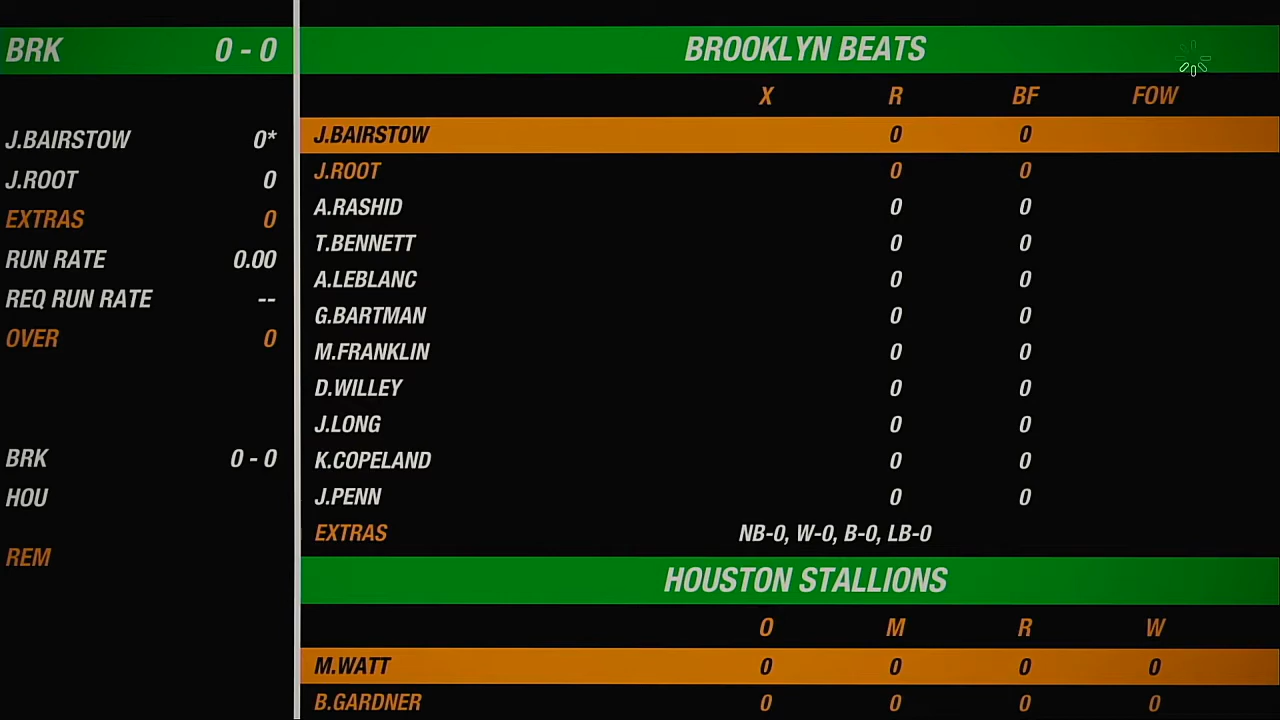 BRK 0 - 0
J.BAIRSTOW 0*
J.ROOT 0
EXTRAS 0
RUN RATE 0.00
REQ RUN RATE --
OVER 0
BRK 0 - 0
HOU
REM
BROOKLYN BEATS
X R BF FOW
J.BAIRSTOW 0 0
J.ROOT 0 0
A.RASHID 0 0
T.BENNETT 0 0
A.LEBLANC 0 0
G.BARTMAN 0 0
M.FRANKLIN 0 0
D.WILLEY 0 0
J.LONG 0 0
K.COPELAND 0 0
J.PENN 0 0
EXTRAS NB-0, W-0, B-0, LB-0
HOUSTON STALLIONS
O M R W
M.WATT 0 0 0 0
B.GARDNER 0 0 0 0